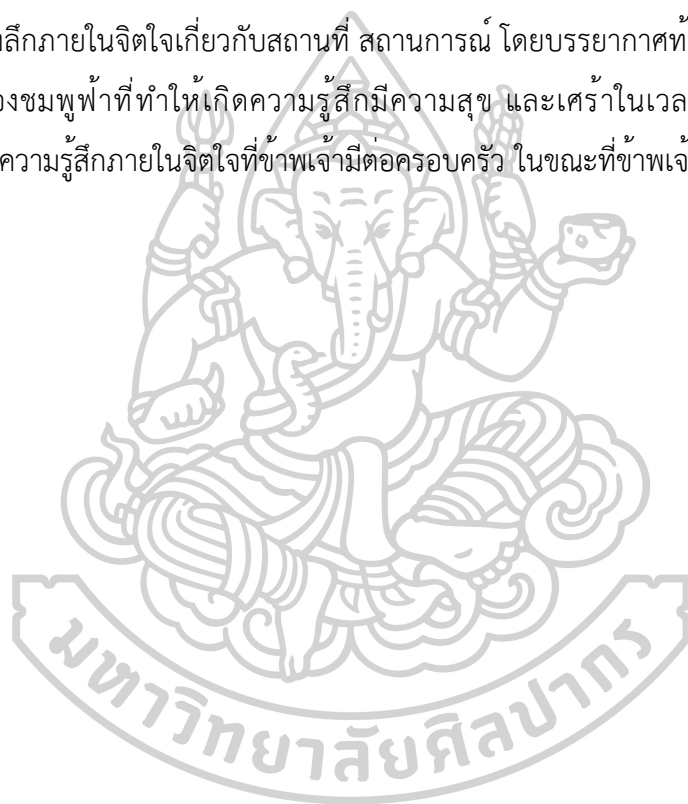 ลึกภายในจิตใจเกี่ยวกับสถานที่ สถานการณ์ โดยบรรยากาศท้
งชมพูฟ้าที่ทำให้เกิดความรู้สึกมีความสุข และเศร้าในเวล
ความรู้สึกภายในจิตใจที่ข้าพเจ้ามีต่อครอบครัว ในขณะที่ข้าพเจ้
มหาวิทยาลัยศิลปากร